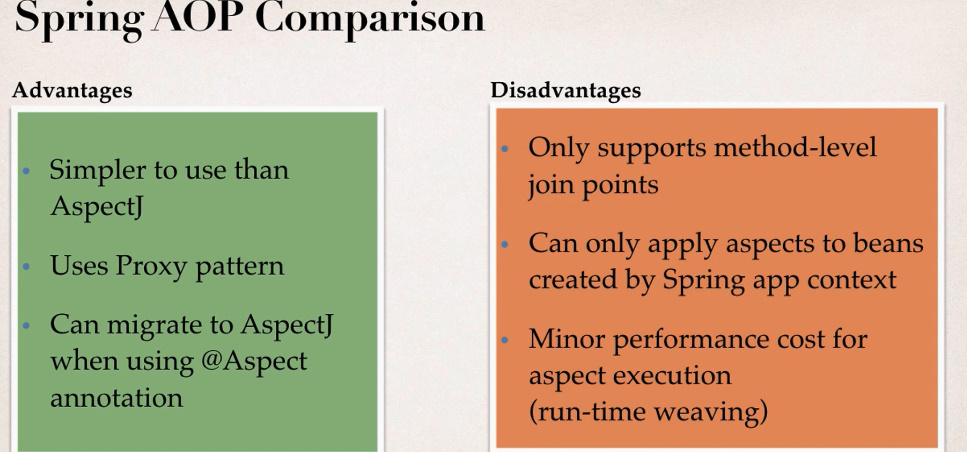 Spring AOP Comparison
Advantages
• Simpler to use than
AspectJ
• Uses Proxy pattern
• Can migrate to AspectJ
when using @Aspect
annotation
Disadvantages
• Only supports method-level
join points
• Can only apply aspects to beans
created by Spring app context
• Minor performance cost for
aspect execution
(run-time weaving)